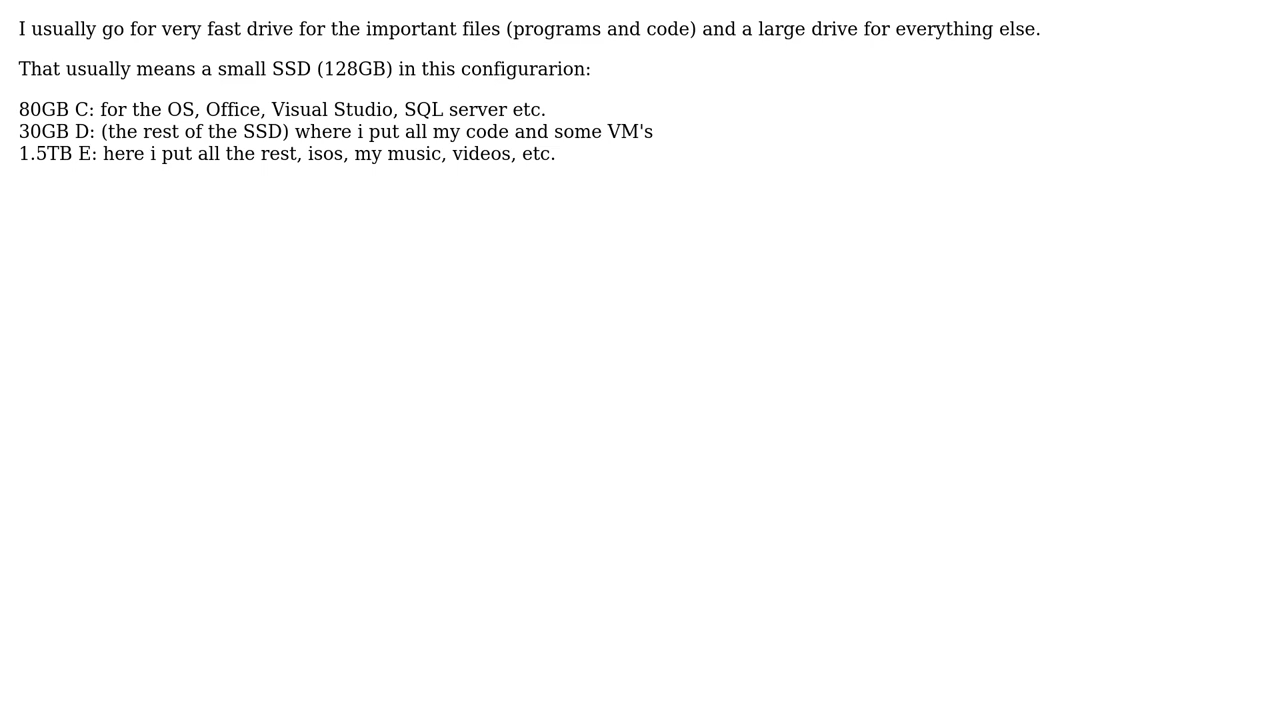 I usually go for very fast drive for the important files (programs and code) and a large drive for everything else.
That usually means a small SSD (128GB) in this configurarion:
80GB C: for the OS, Office, Visual Studio, SQL server etc.
30GB D: (the rest of the SSD) where i put all my code and some VM's
1.5TB E: here i put all the rest, isos, my music, videos, etc.